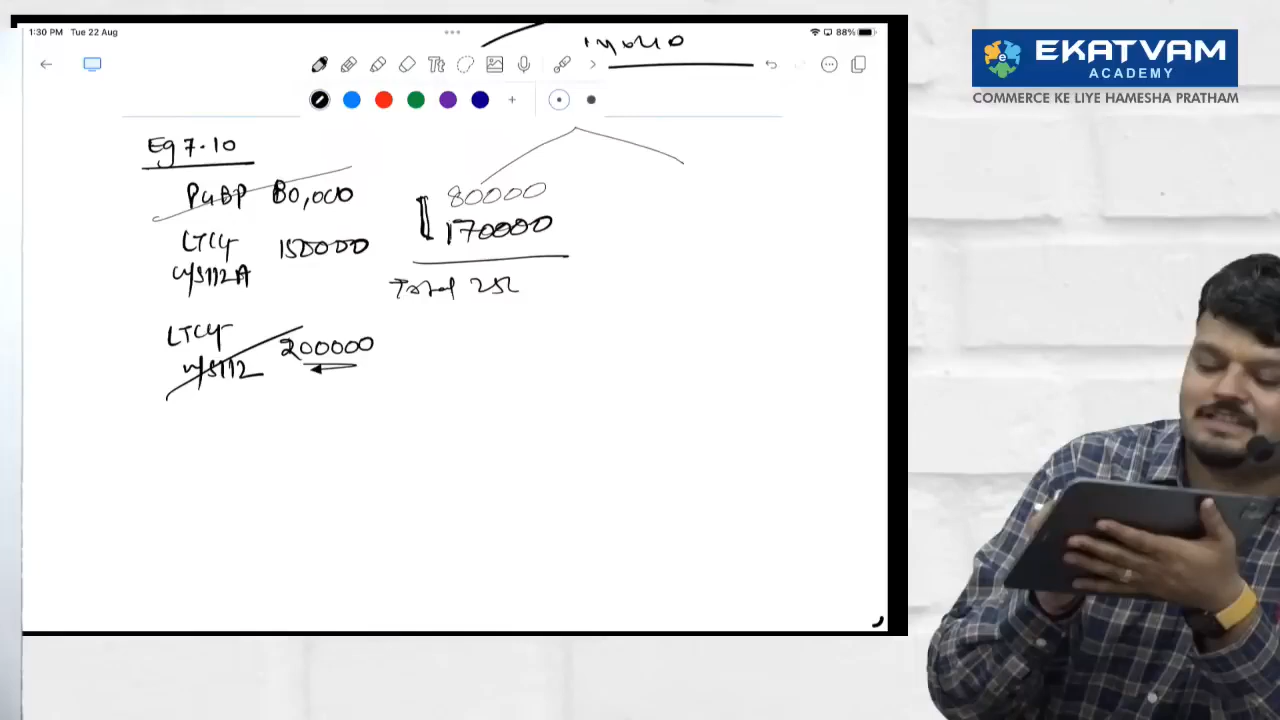 1:30 PM Tue 22 Aug
88%
EKATVAM
ACADEMY
COMMERCE KE LIYE HAMESHA PRATHAM
Eg 7.10
PGBP 80,000
LTCG 150000
u/s 112A
LTCG
u/s 112 200000
80000
170000
Total